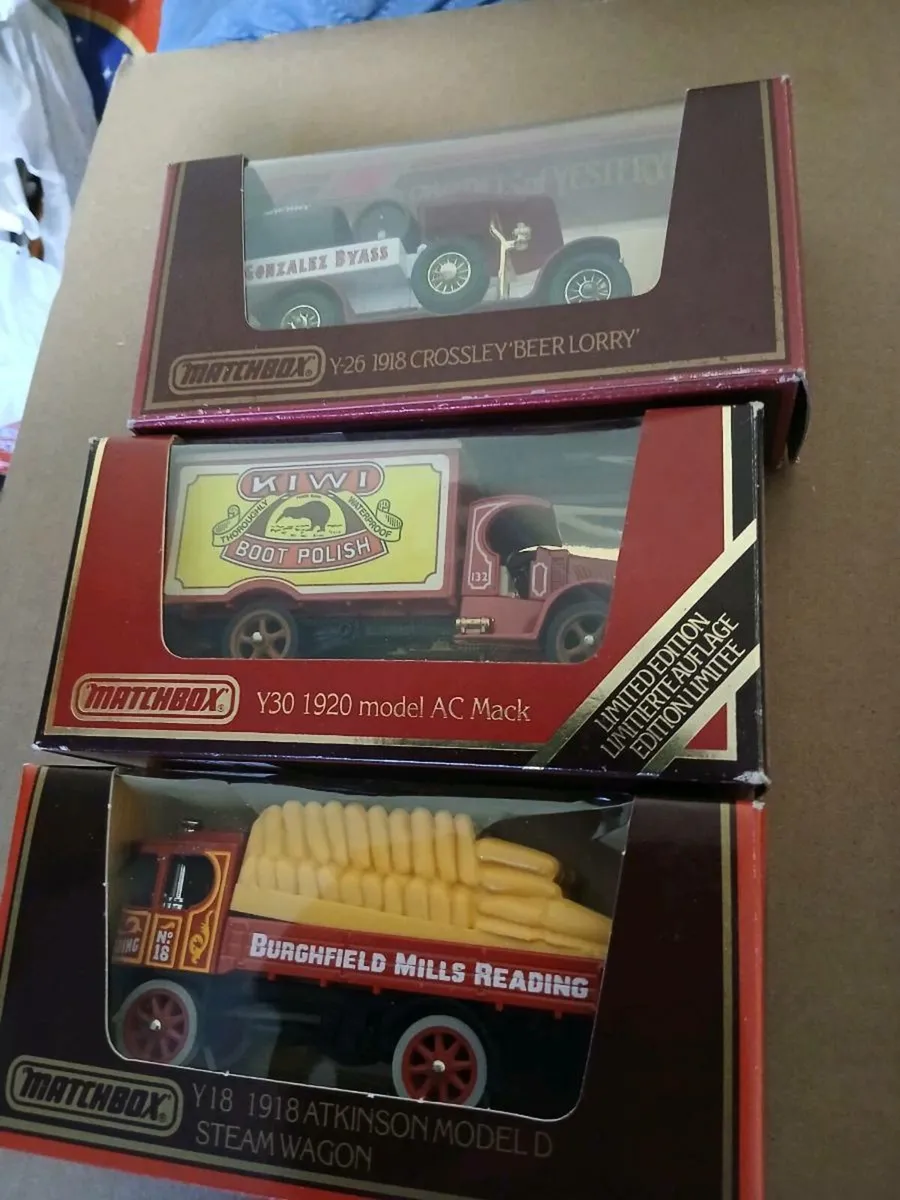 YESTERY
GONZALEZ BYASS
MATCHBOX®
Y-26 1918 CROSSLEY 'BEER LORRY'
KIWI
THOROUGHLY
WATERPROOF
BOOT POLISH
132
MATCHBOX®
Y30 1920 model AC Mack
LIMITED EDITION
LIMITIERTE AUFLAGE
EDITION LIMITEE
No
18
BURGHFIELD MILLS READING
MATCHBOX®
Y18 1918 ATKINSON MODEL D
STEAM WAGON